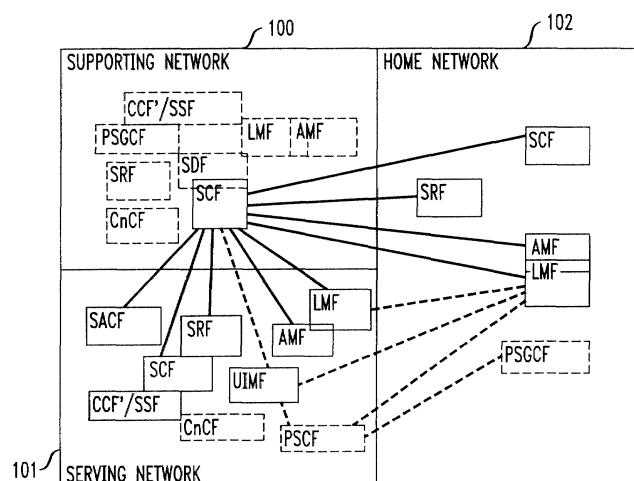 100
102
SUPPORTING NETWORK
HOME NETWORK
CCF'/SSF
PSGCF
LMF
AMF
SRF
SDF
SCF
CnCF
SCF
SRF
AMF
LMF
PSGCF
LMF
SACF
SRF
AMF
SCF
UIMF
CCF'/SSF
CnCF
PSCF
101
SERVING NETWORK